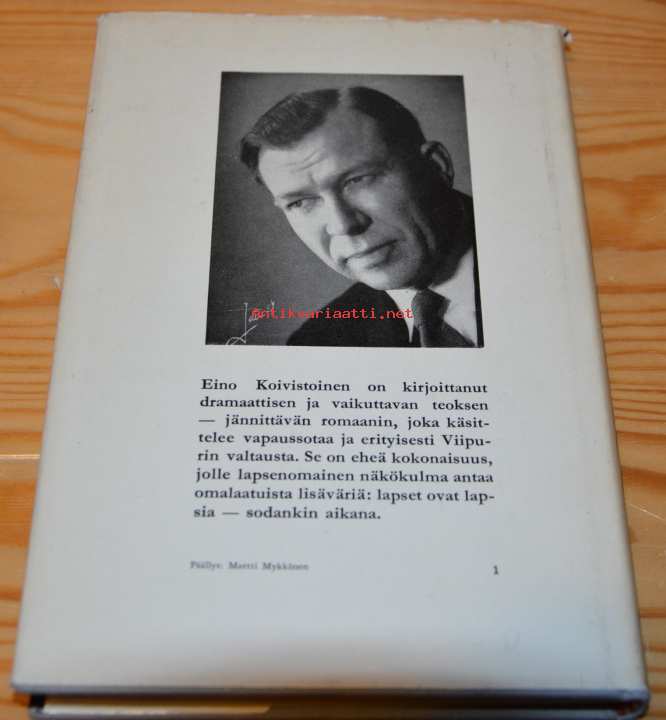 antikvariaatti.net
Eino Koivistoinen on kirjoittanut
dramaattisen ja vaikuttavan teoksen
— jännittävän romaanin, joka käsit-
telee vapaussotaa ja erityisesti Viipu-
rin valtausta. Se on eheä kokonaisuus,
jolle lapsenomainen näkökulma antaa
omalaatuista lisäväriä: lapset ovat lap-
sia — sodankin aikana.
Päällys: Martti Mykkänen
1